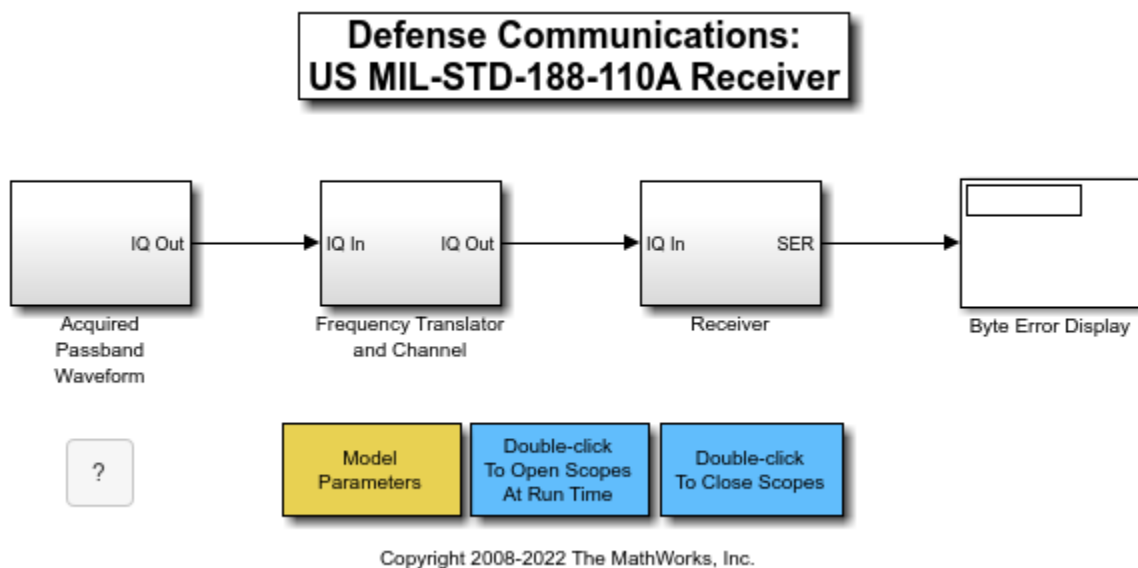 Defense Communications:
US MIL-STD-188-110A Receiver
IQ Out
IQ In
IQ Out
IQ In
SER
Acquired
Passband
Waveform
Frequency Translator
and Channel
Receiver
Byte Error Display
?
Model
Parameters
Double-click
To Open Scopes
At Run Time
Double-click
To Close Scopes
Copyright 2008-2022 The MathWorks, Inc.